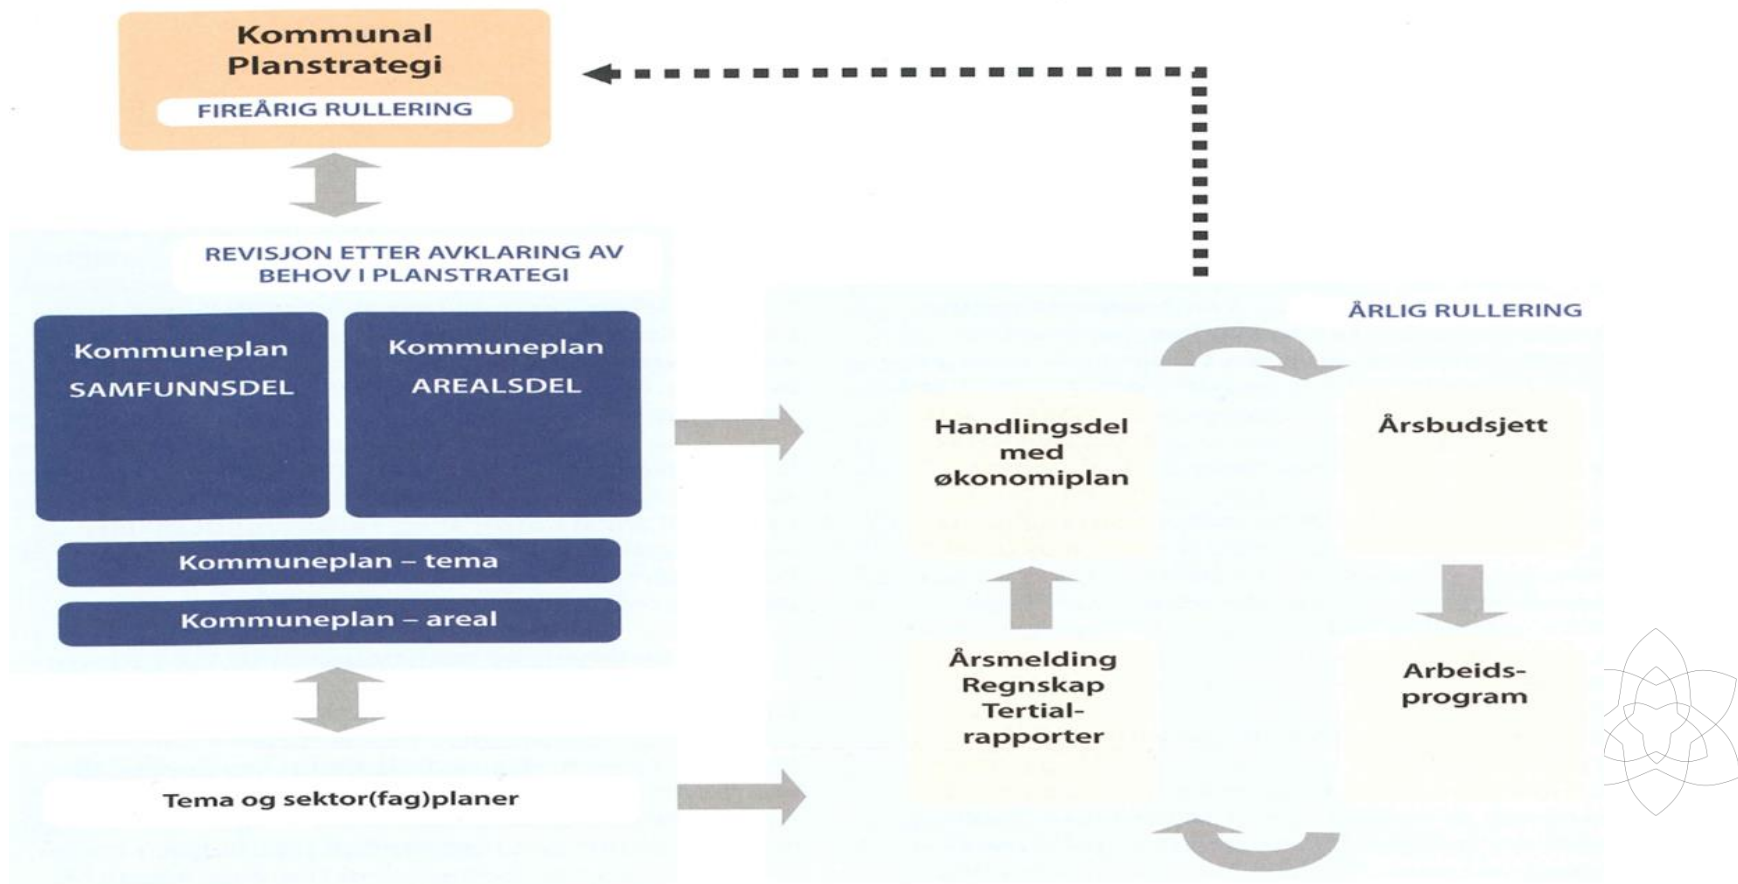 Kommunal
Planstrategi
FIREÅRIG RULLERING
REVISJON ETTER AVKLARING AV
BEHOV I PLANSTRATEGI
Kommuneplan
SAMFUNNSDEL
Kommuneplan
AREALSDEL
Kommuneplan – tema
Kommuneplan – areal
Tema og sektor(fag)planer
ÅRLIG RULLERING
Handlingsdel
med
økonomiplan
Årsbudsjett
Årsmelding
Regnskap
Tertial-
rapporter
Arbeids-
program